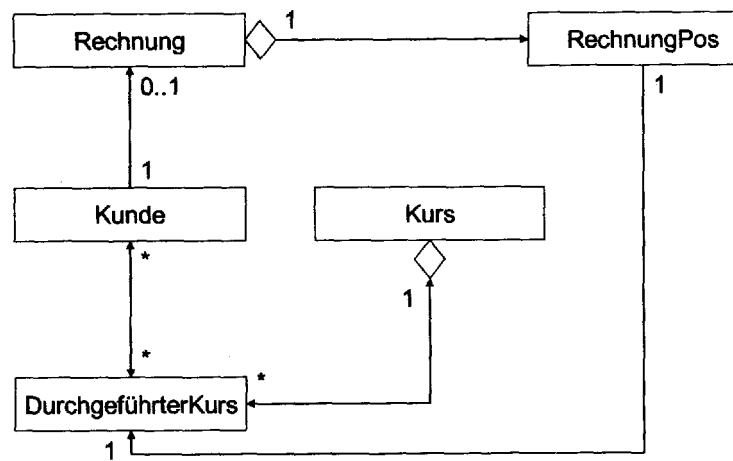 Rechnung
1
RechnungPos
0..1
1
1
Kunde
Kurs
*
1
*
*
DurchgeführterKurs
1